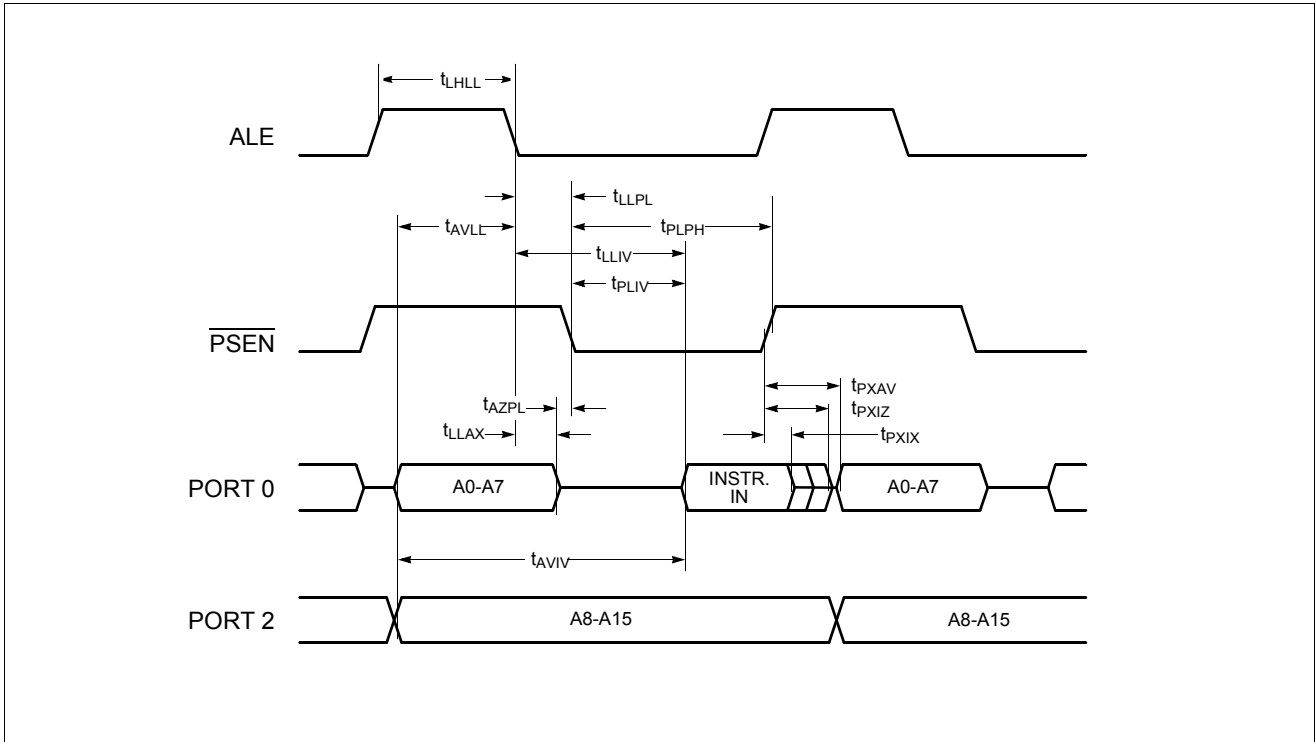 tLHLL
ALE
tLLPL
tAVLL
tPLPH
tLLIV
tPLIV
PSEN
tPXAV
tAZPL
tPXIZ
tLLAX
tPXIX
PORT 0
A0-A7
INSTR.
IN
A0-A7
tAVIV
PORT 2
A8-A15
A8-A15